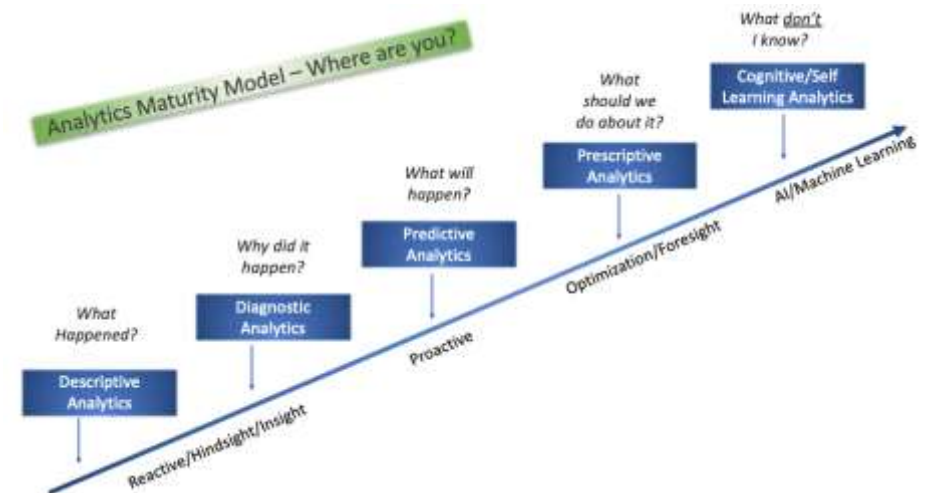 Analytics Maturity Model – Where are you?
What
Happened?
Descriptive
Analytics
Why did it
happen?
Diagnostic
Analytics
Reactive/Hindsight/Insight
What will
happen?
Predictive
Analytics
Proactive
What
should we
do about it?
Prescriptive
Analytics
Optimization/Foresight
What don't
I know?
Cognitive/Self
Learning Analytics
AI/Machine Learning